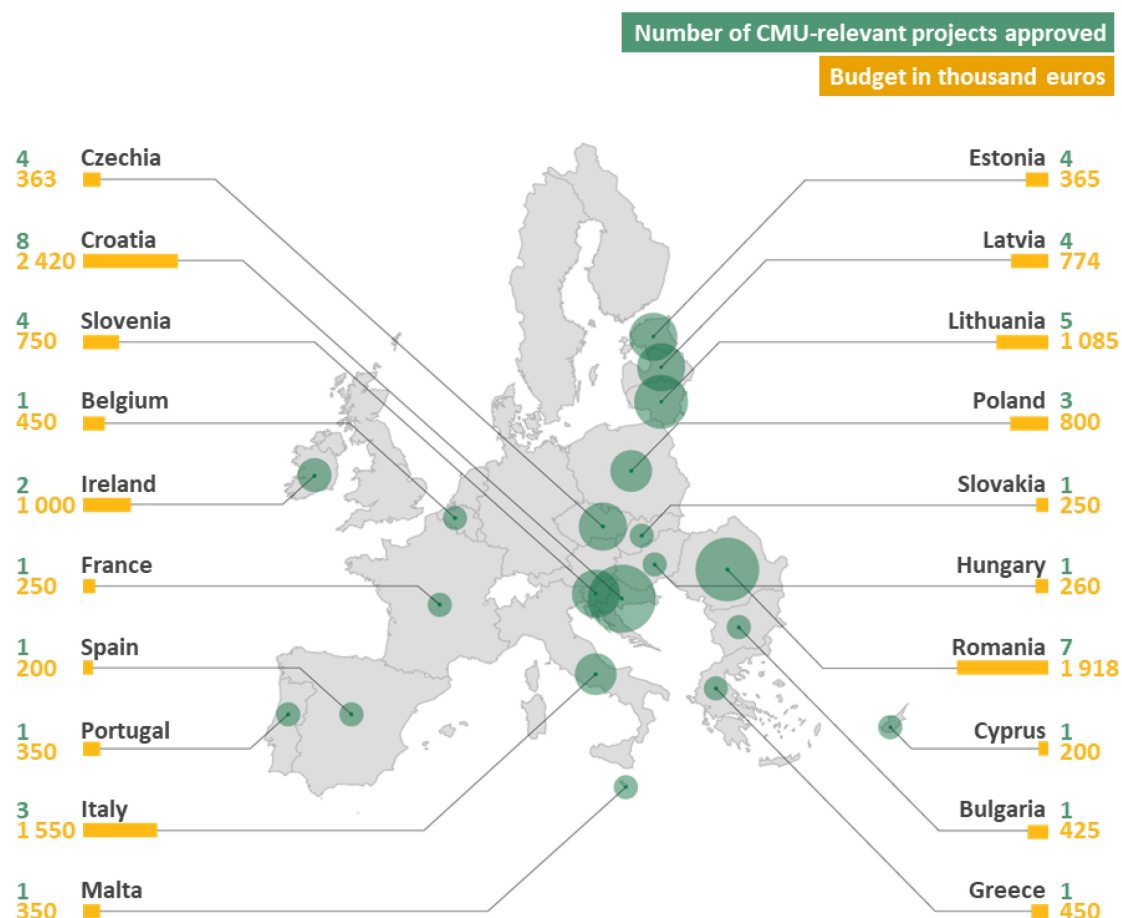 Number of CMU-relevant projects approved
Budget in thousand euros
4 Czechia
363
8 Croatia
2 420
4 Slovenia
750
1 Belgium
450
2 Ireland
1 000
1 France
250
1 Spain
200
1 Portugal
350
3 Italy
1 550
1 Malta
350
Estonia 4
365
Latvia 4
774
Lithuania 5
1 085
Poland 3
800
Slovakia 1
250
Hungary 1
260
Romania 7
1 918
Cyprus 1
200
Bulgaria 1
425
Greece 1
450